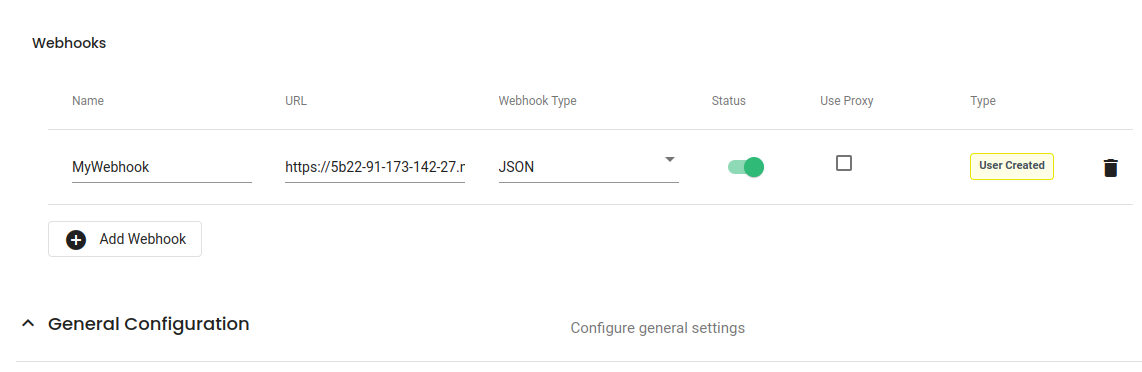 Webhooks
Name URL Webhook Type Status Use Proxy Type
MyWebhook https://5b22-91-173-142-27.r JSON User Created
Add Webhook
General Configuration Configure general settings